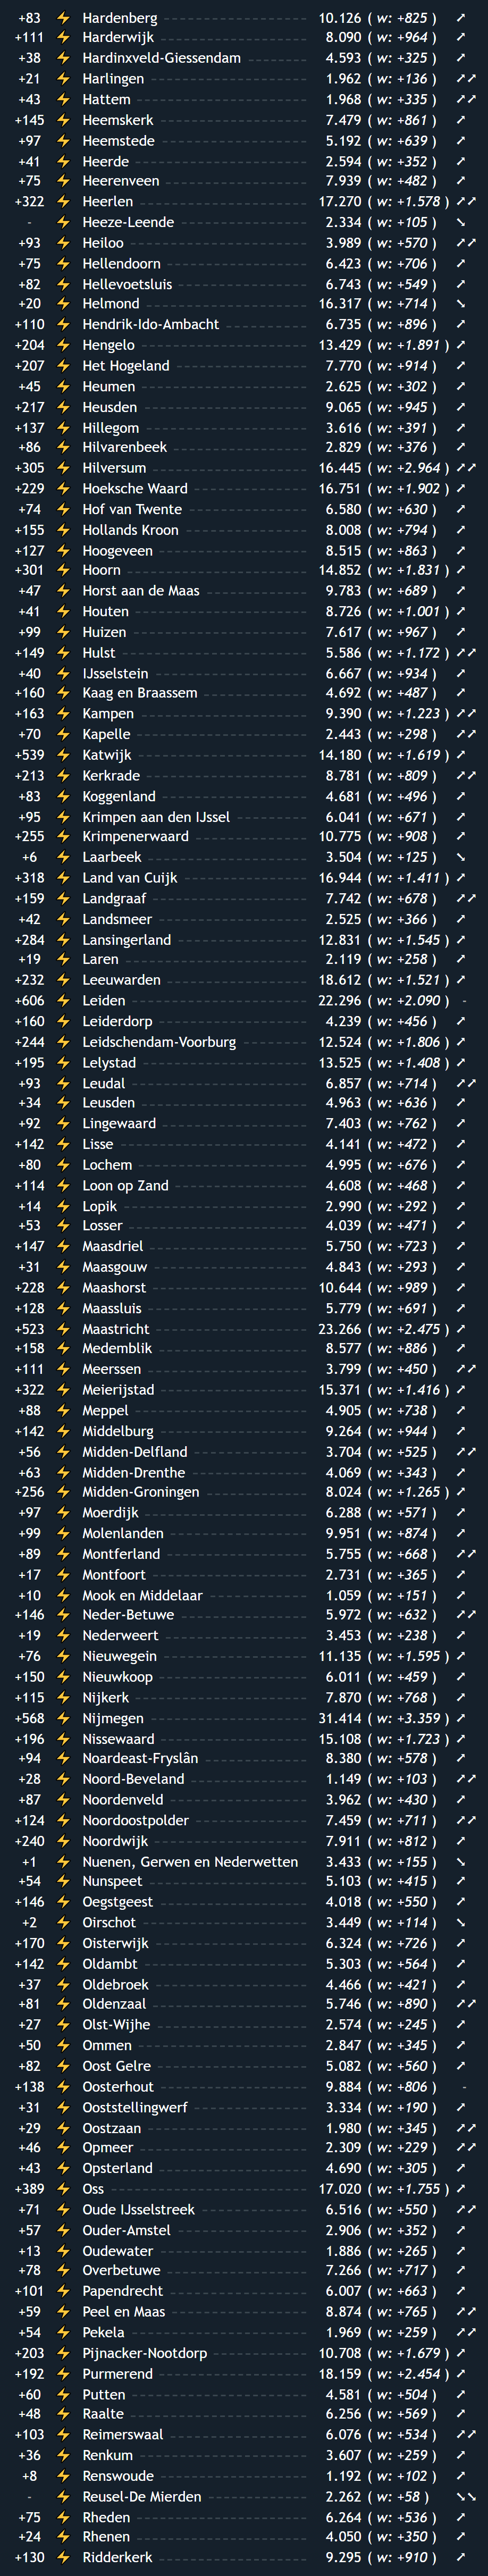 +83 ⚡ Hardenberg 10.126 ( w: +825 ) ↗
+111 ⚡ Harderwijk 8.090 ( w: +964 ) ↗
+38 ⚡ Hardinxveld-Giessendam 4.593 ( w: +325 ) ↗
+21 ⚡ Harlingen 1.962 ( w: +136 ) ↗↗
+43 ⚡ Hattem 1.968 ( w: +335 ) ↗↗
+145 ⚡ Heemskerk 7.479 ( w: +861 ) ↗
+97 ⚡ Heemstede 5.192 ( w: +639 ) ↗
+41 ⚡ Heerde 2.594 ( w: +352 ) ↗
+75 ⚡ Heerenveen 7.939 ( w: +482 ) ↗
+322 ⚡ Heerlen 17.270 ( w: +1.578 ) ↗↗
- ⚡ Heeze-Leende 2.334 ( w: +105 ) ↘
+93 ⚡ Heiloo 3.989 ( w: +570 ) ↗↗
+75 ⚡ Hellendoorn 6.423 ( w: +706 ) ↗
+82 ⚡ Hellevoetsluis 6.743 ( w: +549 ) ↗
+20 ⚡ Helmond 16.317 ( w: +714 ) ↘
+110 ⚡ Hendrik-Ido-Ambacht 6.735 ( w: +896 ) ↗
+204 ⚡ Hengelo 13.429 ( w: +1.891 ) ↗
+207 ⚡ Het Hogeland 7.770 ( w: +914 ) ↗
+45 ⚡ Heumen 2.625 ( w: +302 ) ↗
+217 ⚡ Heusden 9.065 ( w: +945 ) ↗
+137 ⚡ Hillegom 3.616 ( w: +391 ) ↗
+86 ⚡ Hilvarenbeek 2.829 ( w: +376 ) ↗
+305 ⚡ Hilversum 16.445 ( w: +2.964 ) ↗↗
+229 ⚡ Hoeksche Waard 16.751 ( w: +1.902 ) ↗
+74 ⚡ Hof van Twente 6.580 ( w: +630 ) ↗
+155 ⚡ Hollands Kroon 8.008 ( w: +794 ) ↗
+127 ⚡ Hoogeveen 8.515 ( w: +863 ) ↗
+301 ⚡ Hoorn 14.852 ( w: +1.831 ) ↗
+47 ⚡ Horst aan de Maas 9.783 ( w: +689 ) ↗
+41 ⚡ Houten 8.726 ( w: +1.001 ) ↗
+99 ⚡ Huizen 7.617 ( w: +967 ) ↗
+149 ⚡ Hulst 5.586 ( w: +1.172 ) ↗↗
+40 ⚡ IJsselstein 6.667 ( w: +934 ) ↗
+160 ⚡ Kaag en Braassem 4.692 ( w: +487 ) ↗
+163 ⚡ Kampen 9.390 ( w: +1.223 ) ↗↗
+70 ⚡ Kapelle 2.443 ( w: +298 ) ↗↗
+539 ⚡ Katwijk 14.180 ( w: +1.619 ) ↗
+213 ⚡ Kerkrade 8.781 ( w: +809 ) ↗↗
+83 ⚡ Koggenland 4.681 ( w: +496 ) ↗
+95 ⚡ Krimpen aan den IJssel 6.041 ( w: +671 ) ↗
+255 ⚡ Krimpenerwaard 10.775 ( w: +908 ) ↗
+6 ⚡ Laarbeek 3.504 ( w: +125 ) ↘
+318 ⚡ Land van Cuijk 16.944 ( w: +1.411 ) ↗
+159 ⚡ Landgraaf 7.742 ( w: +678 ) ↗↗
+42 ⚡ Landsmeer 2.525 ( w: +366 ) ↗
+284 ⚡ Lansingerland 12.831 ( w: +1.545 ) ↗
+19 ⚡ Laren 2.119 ( w: +258 ) ↗
+232 ⚡ Leeuwarden 18.612 ( w: +1.521 ) ↗
+606 ⚡ Leiden 22.296 ( w: +2.090 ) -
+160 ⚡ Leiderdorp 4.239 ( w: +456 ) ↗
+244 ⚡ Leidschendam-Voorburg 12.524 ( w: +1.806 ) ↗
+195 ⚡ Lelystad 13.525 ( w: +1.408 ) ↗
+93 ⚡ Leudal 6.857 ( w: +714 ) ↗↗
+34 ⚡ Leusden 4.963 ( w: +636 ) ↗
+92 ⚡ Lingewaard 7.403 ( w: +762 ) ↗
+142 ⚡ Lisse 4.141 ( w: +472 ) ↗
+80 ⚡ Lochem 4.995 ( w: +676 ) ↗
+114 ⚡ Loon op Zand 4.608 ( w: +468 ) ↗
+14 ⚡ Lopik 2.990 ( w: +292 ) ↗
+53 ⚡ Losser 4.039 ( w: +471 ) ↗
+147 ⚡ Maasdriel 5.750 ( w: +723 ) ↗
+31 ⚡ Maasgouw 4.843 ( w: +293 ) ↗
+228 ⚡ Maashorst 10.644 ( w: +989 ) ↗
+128 ⚡ Maassluis 5.779 ( w: +691 ) ↗
+523 ⚡ Maastricht 23.266 ( w: +2.475 ) ↗
+158 ⚡ Medemblik 8.577 ( w: +886 ) ↗
+111 ⚡ Meerssen 3.799 ( w: +450 ) ↗↗
+322 ⚡ Meierijstad 15.371 ( w: +1.416 ) ↗
+88 ⚡ Meppel 4.905 ( w: +738 ) ↗
+142 ⚡ Middelburg 9.264 ( w: +944 ) ↗
+56 ⚡ Midden-Delfland 3.704 ( w: +525 ) ↗↗
+63 ⚡ Midden-Drenthe 4.069 ( w: +343 ) ↗
+256 ⚡ Midden-Groningen 8.024 ( w: +1.265 ) ↗
+97 ⚡ Moerdijk 6.288 ( w: +571 ) ↗
+99 ⚡ Molenlanden 9.951 ( w: +874 ) ↗
+89 ⚡ Montferland 5.755 ( w: +668 ) ↗↗
+17 ⚡ Montfoort 2.731 ( w: +365 ) ↗
+10 ⚡ Mook en Middelaar 1.059 ( w: +151 ) ↗
+146 ⚡ Neder-Betuwe 5.972 ( w: +632 ) ↗↗
+19 ⚡ Nederweert 3.453 ( w: +238 ) ↗
+76 ⚡ Nieuwegein 11.135 ( w: +1.595 ) ↗
+150 ⚡ Nieuwkoop 6.011 ( w: +459 ) ↗
+115 ⚡ Nijkerk 7.870 ( w: +768 ) ↗
+568 ⚡ Nijmegen 31.414 ( w: +3.359 ) ↗
+196 ⚡ Nissewaard 15.108 ( w: +1.723 ) ↗
+94 ⚡ Noardeast-Fryslân 8.380 ( w: +578 ) ↗
+28 ⚡ Noord-Beveland 1.149 ( w: +103 ) ↗↗
+87 ⚡ Noordenveld 3.962 ( w: +430 ) ↗
+124 ⚡ Noordoostpolder 7.459 ( w: +711 ) ↗↗
+240 ⚡ Noordwijk 7.911 ( w: +812 ) ↗
+1 ⚡ Nuenen, Gerwen en Nederwetten 3.433 ( w: +155 ) ↘
+54 ⚡ Nunspeet 5.103 ( w: +415 ) ↗
+146 ⚡ Oegstgeest 4.018 ( w: +550 ) ↗
+2 ⚡ Oirschot 3.449 ( w: +114 ) ↘
+170 ⚡ Oisterwijk 6.324 ( w: +726 ) ↗
+142 ⚡ Oldambt 5.303 ( w: +564 ) ↗
+37 ⚡ Oldebroek 4.466 ( w: +421 ) ↗
+81 ⚡ Oldenzaal 5.746 ( w: +890 ) ↗↗
+27 ⚡ Olst-Wijhe 2.574 ( w: +245 ) ↗
+50 ⚡ Ommen 2.847 ( w: +345 ) ↗
+82 ⚡ Oost Gelre 5.082 ( w: +560 ) ↗
+138 ⚡ Oosterhout 9.884 ( w: +806 ) -
+31 ⚡ Ooststellingwerf 3.334 ( w: +190 ) ↗
+29 ⚡ Oostzaan 1.980 ( w: +345 ) ↗↗
+46 ⚡ Opmeer 2.309 ( w: +229 ) ↗↗
+43 ⚡ Opsterland 4.690 ( w: +305 ) ↗
+389 ⚡ Oss 17.020 ( w: +1.755 ) ↗
+71 ⚡ Oude IJsselstreek 6.516 ( w: +550 ) ↗↗
+57 ⚡ Ouder-Amstel 2.906 ( w: +352 ) ↗
+13 ⚡ Oudewater 1.886 ( w: +265 ) ↗
+78 ⚡ Overbetuwe 7.266 ( w: +717 ) ↗
+101 ⚡ Papendrecht 6.007 ( w: +663 ) ↗
+59 ⚡ Peel en Maas 8.874 ( w: +765 ) ↗↗
+54 ⚡ Pekela 1.969 ( w: +259 ) ↗↗
+203 ⚡ Pijnacker-Nootdorp 10.708 ( w: +1.679 ) ↗
+192 ⚡ Purmerend 18.159 ( w: +2.454 ) ↗
+60 ⚡ Putten 4.581 ( w: +504 ) ↗
+48 ⚡ Raalte 6.256 ( w: +569 ) ↗
+103 ⚡ Reimerswaal 6.076 ( w: +534 ) ↗↗
+36 ⚡ Renkum 3.607 ( w: +259 ) ↗
+8 ⚡ Renswoude 1.192 ( w: +102 ) ↗
- ⚡ Reusel-De Mierden 2.262 ( w: +58 ) ↘↘
+75 ⚡ Rheden 6.264 ( w: +536 ) ↗
+24 ⚡ Rhenen 4.050 ( w: +350 ) ↗
+130 ⚡ Ridderkerk 9.295 ( w: +910 ) ↗